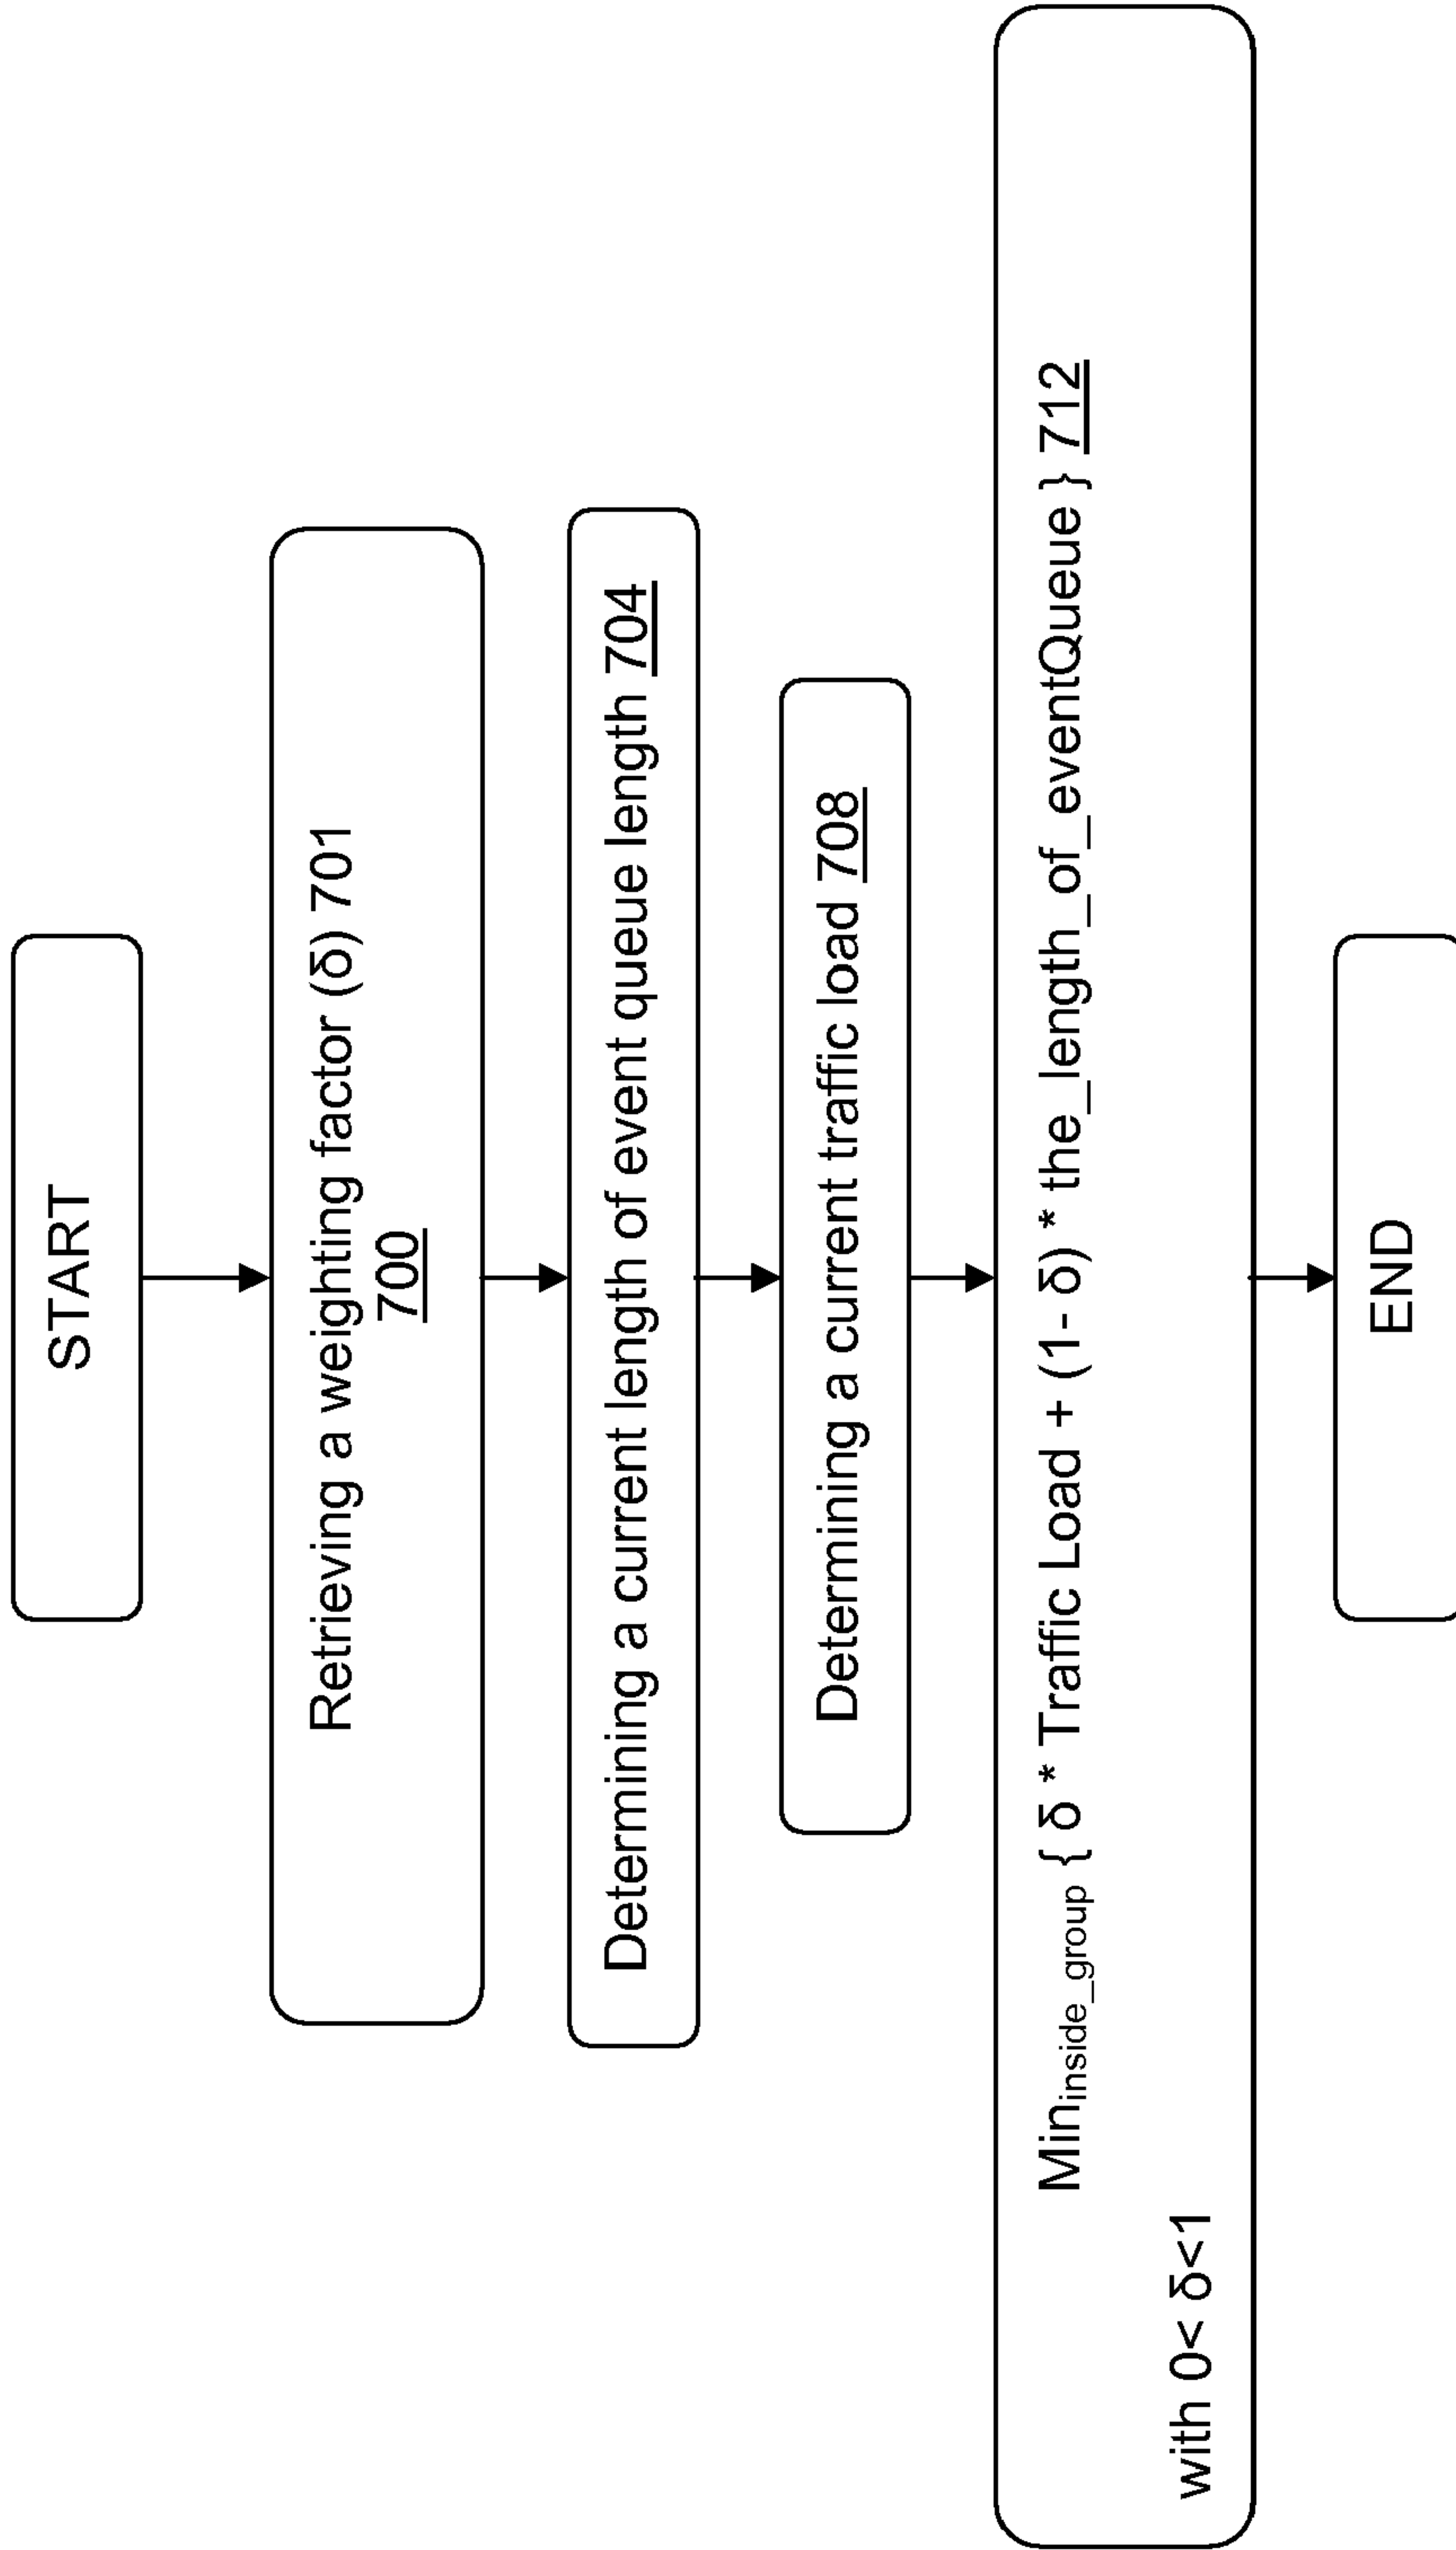 START
Retrieving a weighting factor (δ) 701
700
Determining a current length of event queue length 704
Determining a current traffic load 708
Mininside_group { δ * Traffic Load + (1- δ) * the_length_of_eventQueue } 712
with 0< δ<1
END